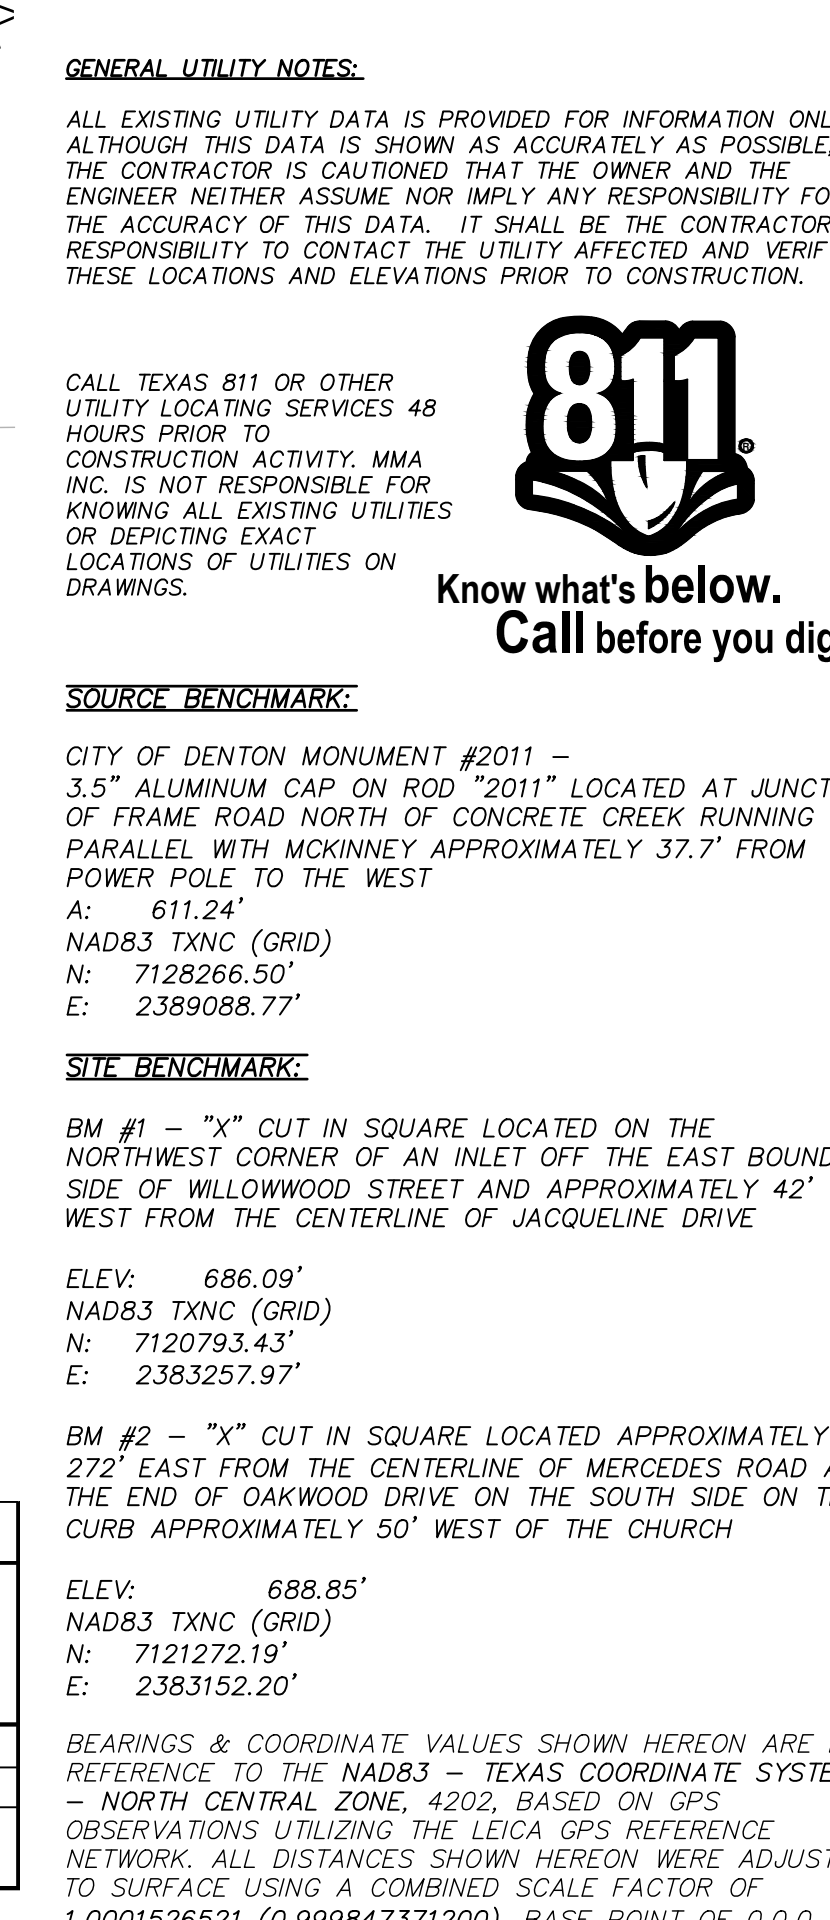 GENERAL UTILITY NOTES:
ALL EXISTING UTILITY DATA IS PROVIDED FOR INFORMATION ONL
ALTHOUGH THIS DATA IS SHOWN AS ACCURATELY AS POSSIBLE,
THE CONTRACTOR IS CAUTIONED THAT THE OWNER AND THE
ENGINEER NEITHER ASSUME NOR IMPLY ANY RESPONSIBILITY FO
THE ACCURACY OF THIS DATA. IT SHALL BE THE CONTRACTOR
RESPONSIBILITY TO CONTACT THE UTILITY AFFECTED AND VERIF
THESE LOCATIONS AND ELEVATIONS PRIOR TO CONSTRUCTION.
811®
CALL TEXAS 811 OR OTHER
UTILITY LOCATING SERVICES 48
HOURS PRIOR TO
CONSTRUCTION ACTIVITY. MMA
INC. IS NOT RESPONSIBLE FOR
KNOWING ALL EXISTING UTILITIES
OR DEPICTING EXACT
LOCATIONS OF UTILITIES ON
DRAWINGS.
Know what's below.
Call before you dig
SOURCE BENCHMARK:
CITY OF DENTON MONUMENT #2011 –
3.5" ALUMINUM CAP ON ROD "2011" LOCATED AT JUNCT
OF FRAME ROAD NORTH OF CONCRETE CREEK RUNNING
PARALLEL WITH MCKINNEY APPROXIMATELY 37.7' FROM
POWER POLE TO THE WEST
A: 611.24'
NAD83 TXNC (GRID)
N: 7128266.50'
E: 2389088.77'
SITE BENCHMARK:
BM #1 – "X" CUT IN SQUARE LOCATED ON THE
NORTHWEST CORNER OF AN INLET OFF THE EAST BOUND
SIDE OF WILLOWWOOD STREET AND APPROXIMATELY 42'
WEST FROM THE CENTERLINE OF JACQUELINE DRIVE
ELEV: 686.09'
NAD83 TXNC (GRID)
N: 7120793.43'
E: 2383257.97'
BM #2 – "X" CUT IN SQUARE LOCATED APPROXIMATELY
272' EAST FROM THE CENTERLINE OF MERCEDES ROAD A
THE END OF OAKWOOD DRIVE ON THE SOUTH SIDE ON T
CURB APPROXIMATELY 50' WEST OF THE CHURCH
ELEV: 688.85'
NAD83 TXNC (GRID)
N: 7121272.19'
E: 2383152.20'
BEARINGS & COORDINATE VALUES SHOWN HEREON ARE
REFERENCE TO THE NAD83 – TEXAS COORDINATE SYSTE
– NORTH CENTRAL ZONE, 4202, BASED ON GPS
OBSERVATIONS UTILIZING THE LEICA GPS REFERENCE
NETWORK. ALL DISTANCES SHOWN HEREON WERE ADJUST
TO SURFACE USING A COMBINED SCALE FACTOR OF
1.0001526521 (0.999847371200), BASE POINT OF 0,0,0